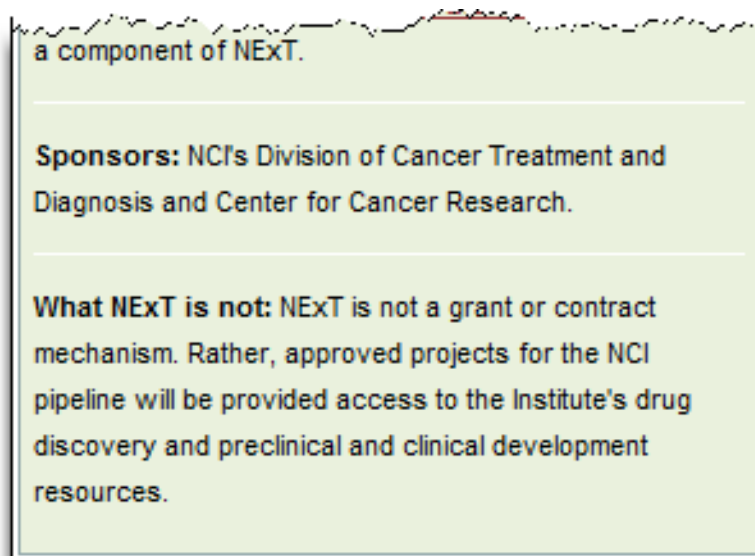 a component of NExT.
Sponsors: NCI's Division of Cancer Treatment and
Diagnosis and Center for Cancer Research.
What NExT is not: NExT is not a grant or contract
mechanism. Rather, approved projects for the NCI
pipeline will be provided access to the Institute's drug
discovery and preclinical and clinical development
resources.